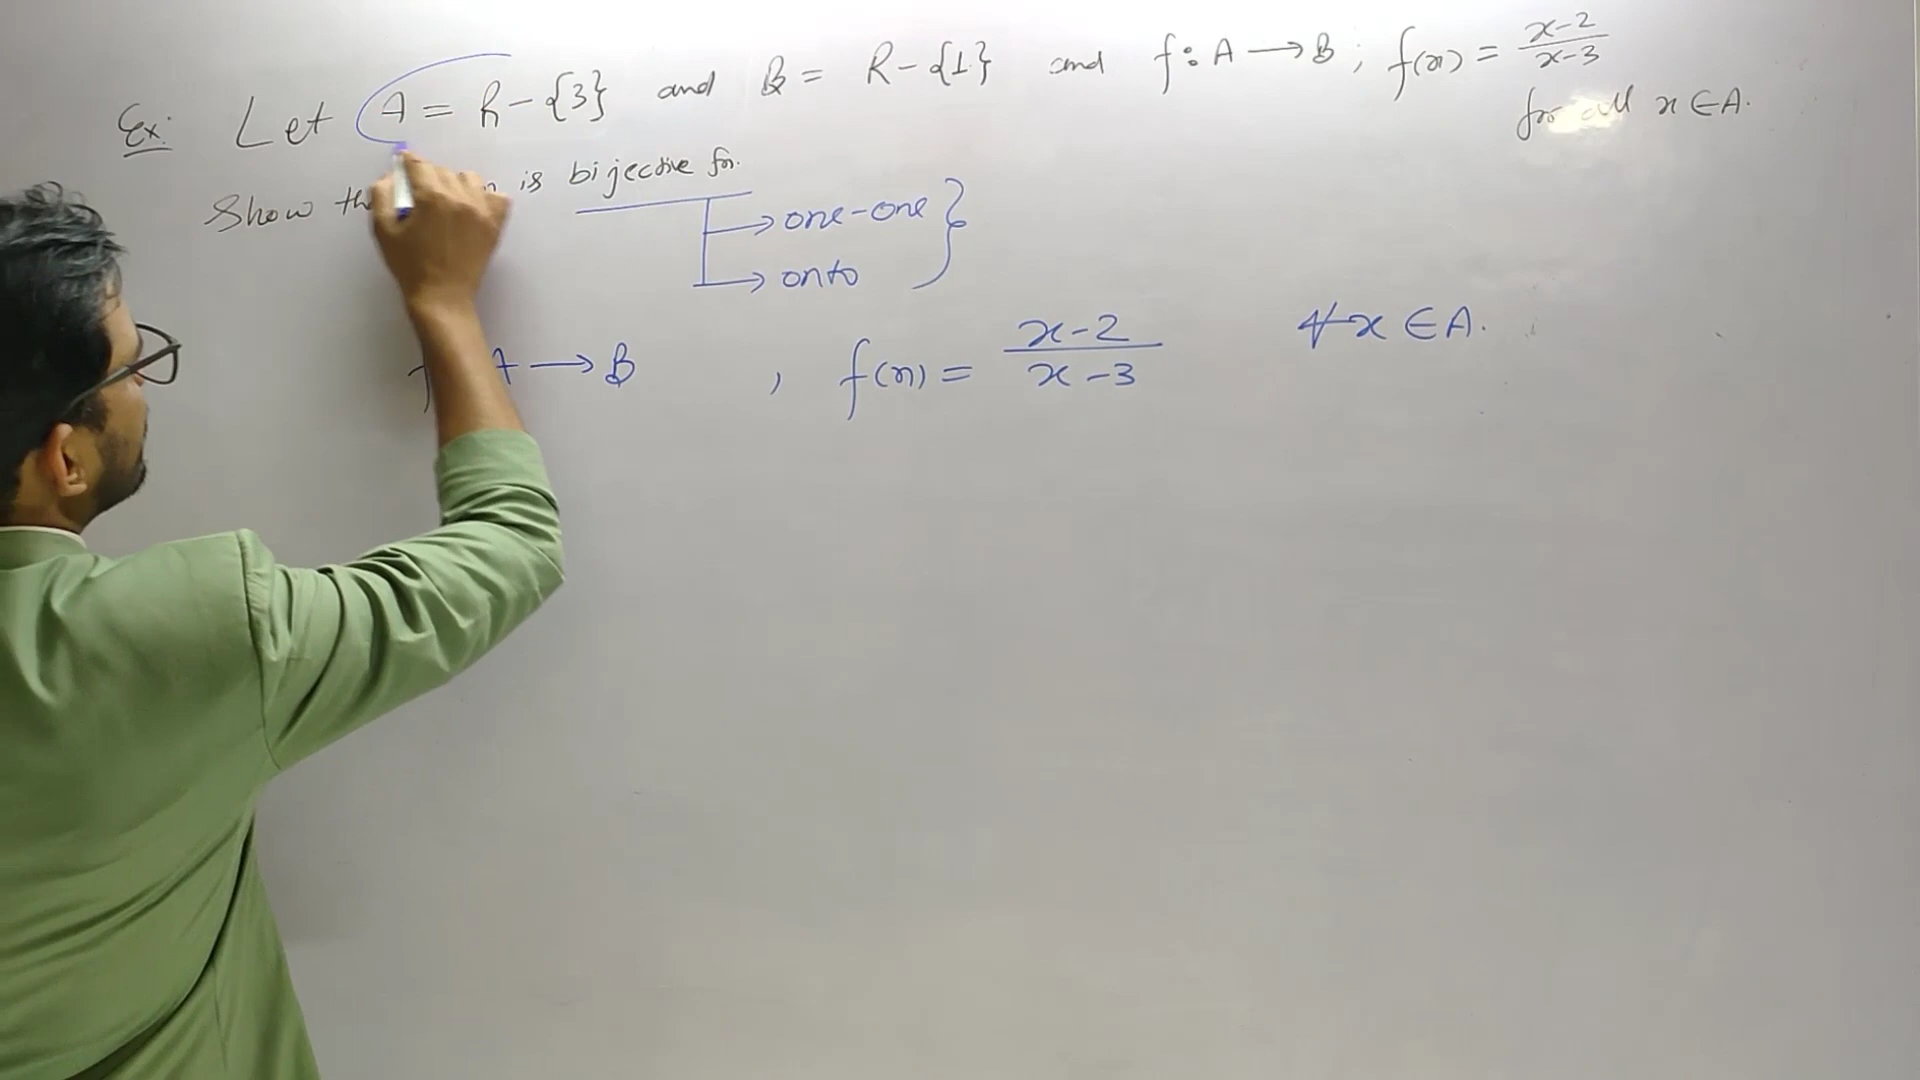 Ex: Let A = R - {3} and B = R - {1} and f: A → B ; f(x) = x-2 / x-3
for all x ∈ A.
Show is bijective fn.
→ one-one
→ onto }
A → B , f(x) = x-2 / x-3 ∀ x ∈ A.